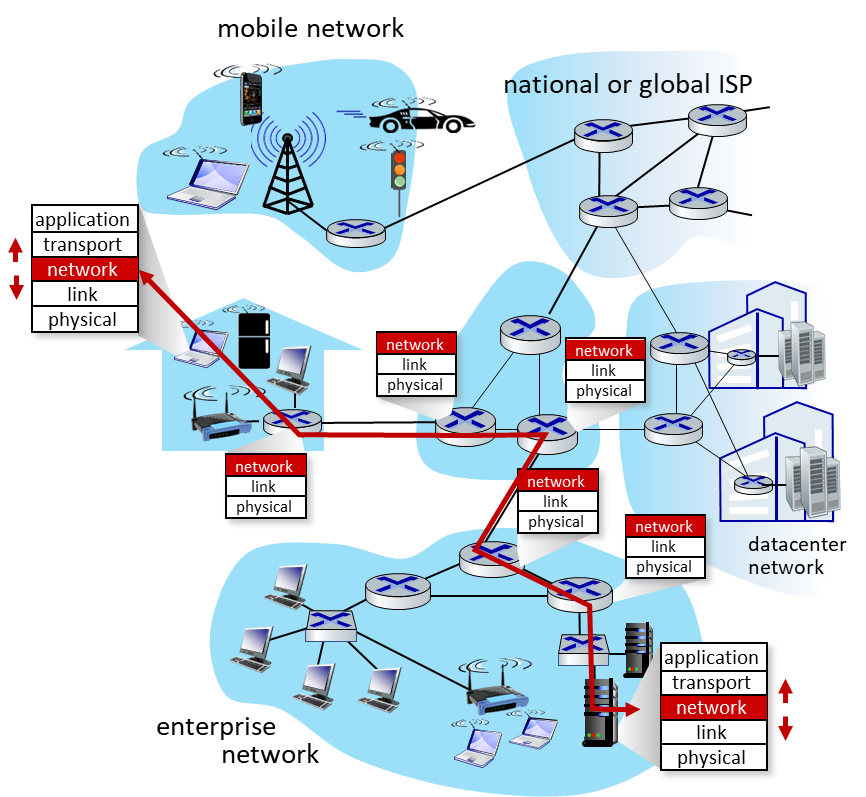 mobile network
national or global ISP
application
transport
network
link
physical
network
link
physical
network
link
physical
network
link
physical
network
link
physical
network
link
physical
datacenter
network
application
transport
network
link
physical
enterprise
network